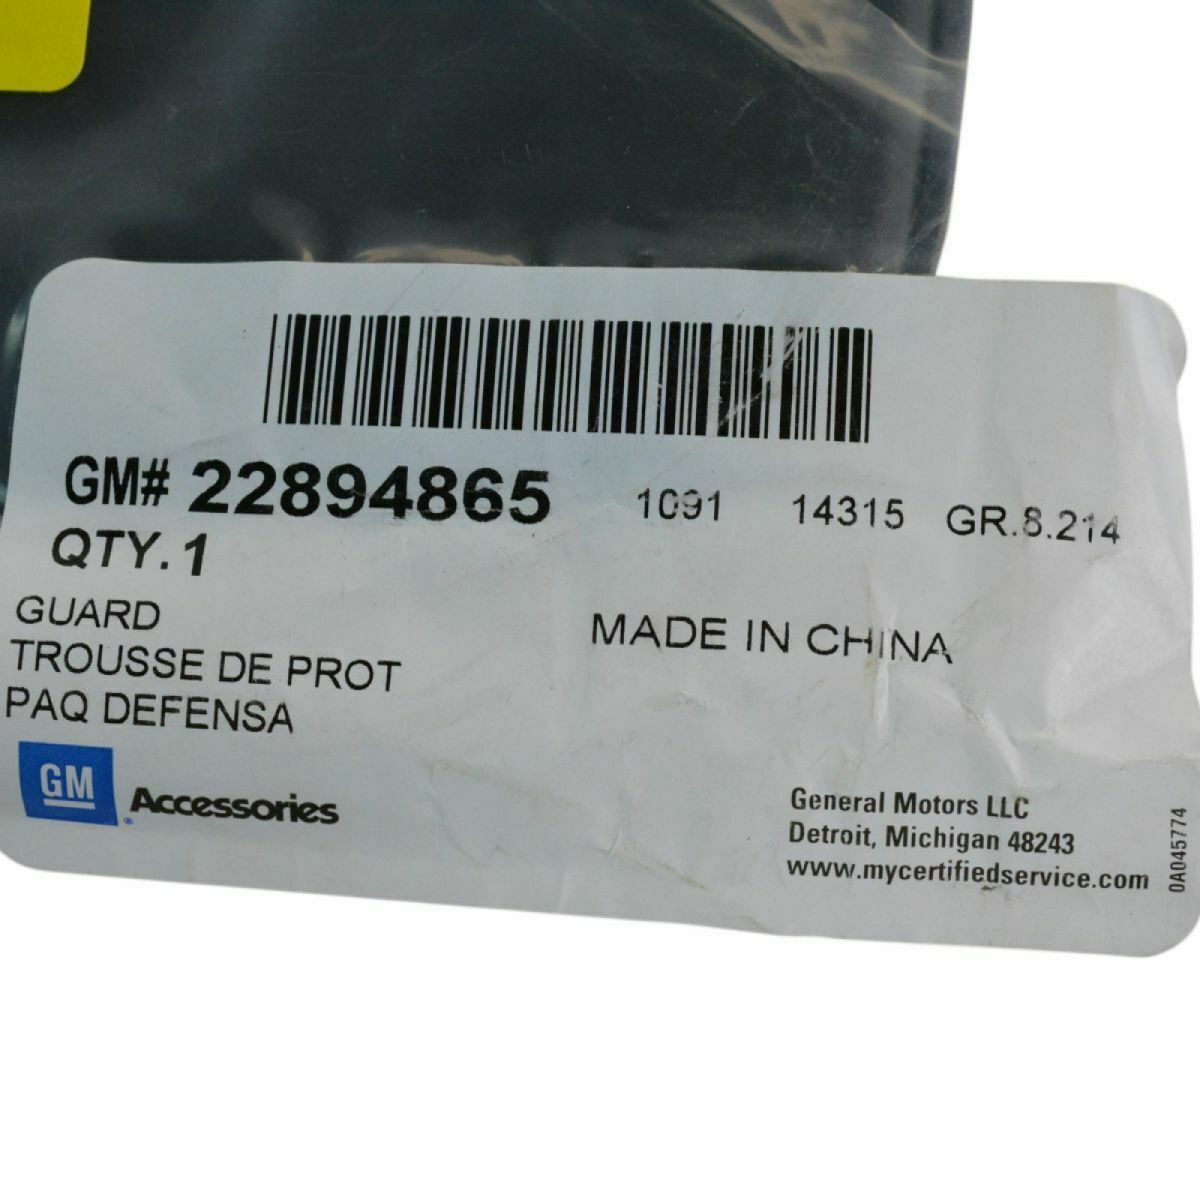 GM# 22894865 1091 14315 GR.8.214
QTY. 1
GUARD
TROUSSE DE PROT
PAQ DEFENSA
MADE IN CHINA
GM Accessories
General Motors LLC
Detroit, Michigan 48243
www.mycertifiedservice.com
0A045774